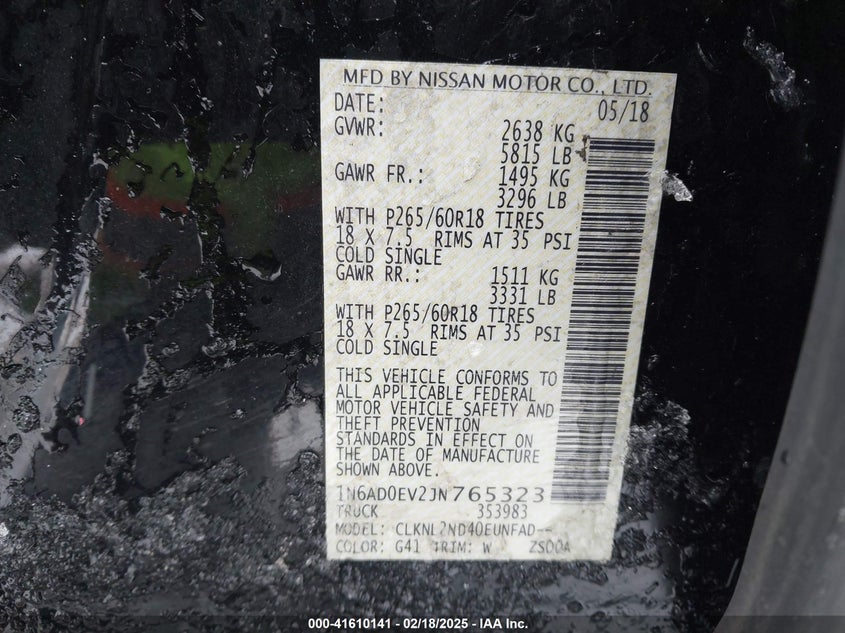 MFD BY NISSAN MOTOR CO., LTD.
DATE: 05/18
GVWR: 2638 KG
5815 LB
GAWR FR.: 1495 KG
3296 LB
WITH P265/60R18 TIRES
18 X 7.5 RIMS AT 35 PSI
COLD SINGLE
GAWR RR.: 1511 KG
3331 LB
WITH P265/60R18 TIRES
18 X 7.5 RIMS AT 35 PSI
COLD SINGLE
THIS VEHICLE CONFORMS TO
ALL APPLICABLE FEDERAL
MOTOR VEHICLE SAFETY AND
THEFT PREVENTION
STANDARDS IN EFFECT ON
THE DATE OF MANUFACTURE
SHOWN ABOVE.
1N6AD0EV2JN765323
TRUCK 353983
MODEL: CLKNL2ND40EUNFAD--
COLOR: G41 TRIM: W ZS00A
000-41610141 - 02/18/2025 - IAA Inc.